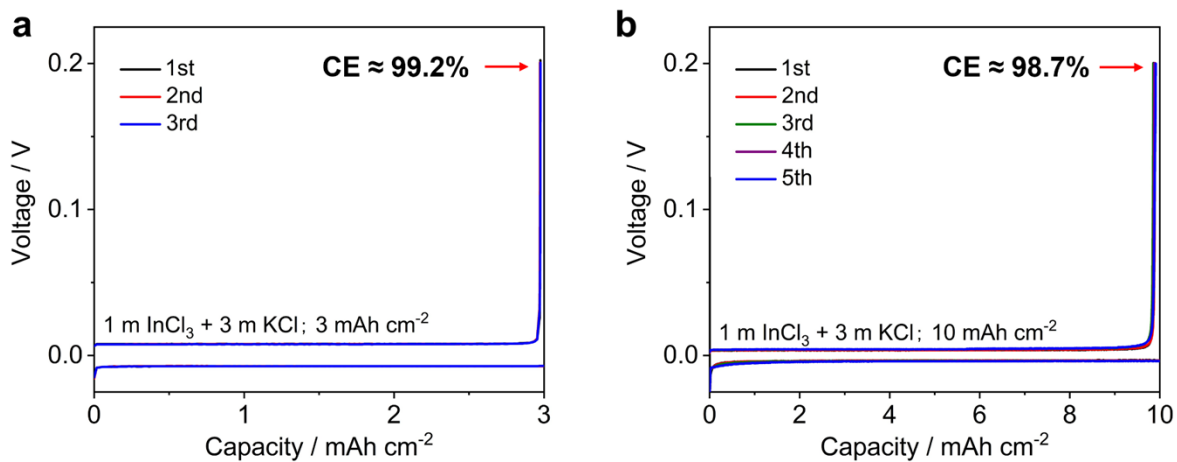 a
CE ≈ 99.2%
1st
2nd
3rd
0.2
0.1
0.0
Voltage / V
1 m InCl₃ + 3 m KCl; 3 mAh cm⁻²
0
1
2
3
Capacity / mAh cm⁻²
b
CE ≈ 98.7%
1st
2nd
3rd
4th
5th
0.2
0.1
0.0
Voltage / V
1 m InCl₃ + 3 m KCl; 10 mAh cm⁻²
0
2
4
6
8
10
Capacity / mAh cm⁻²